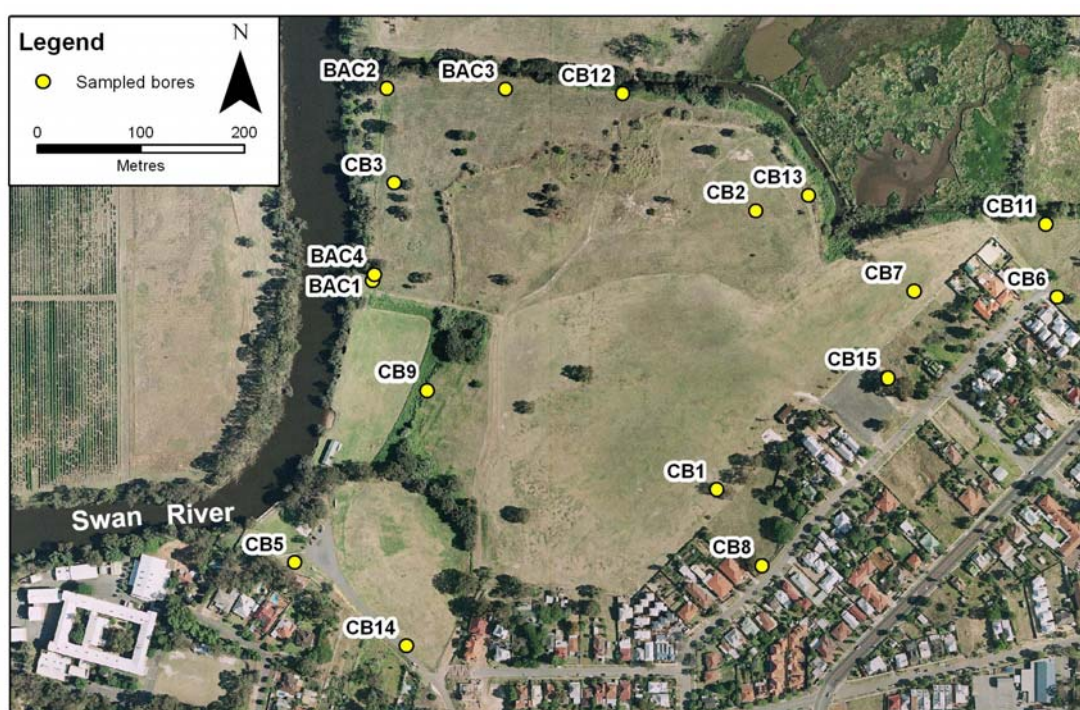 Legend
N
Sampled bores
0 100 200
Metres
BAC2
BAC3
CB12
CB3
CB2
CB13
CB11
BAC4
BAC1
CB7
CB6
CB9
CB15
CB1
Swan River
CB5
CB8
CB14